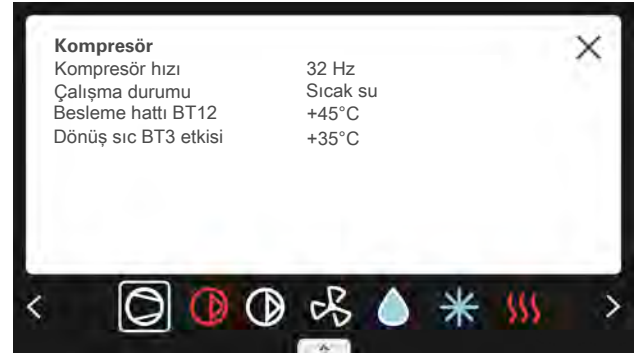 Kompresör
Kompresör hızı 32 Hz
Çalışma durumu Sıcak su
Besleme hattı BT12 +45°C
Dönüş sıc BT3 etkisi +35°C